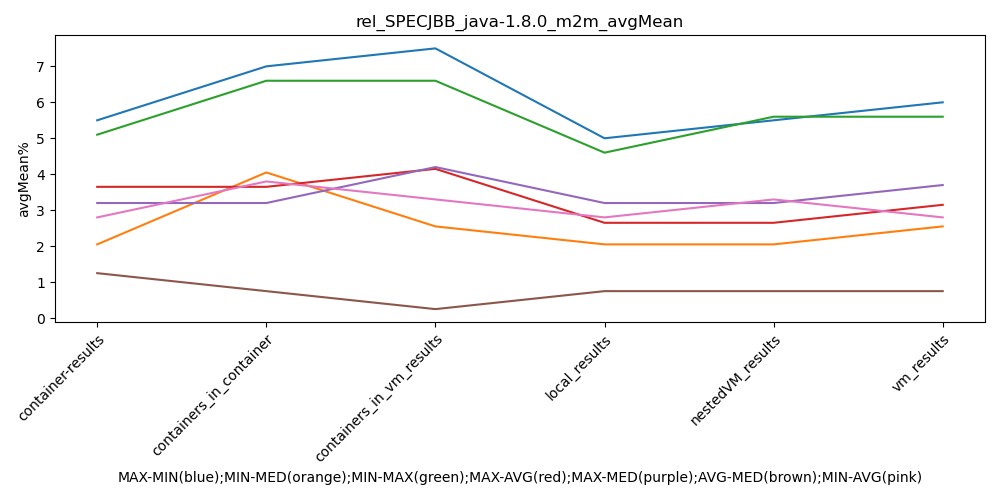 rel_SPECJBB_java-1.8.0_m2m_avgMean
avgMean%
7
6
5
4
3
2
1
0
container-results
containers_in_container
containers_in_vm_results
local_results
nestedVM_results
vm_results
MAX-MIN(blue);MIN-MED(orange);MIN-MAX(green);MAX-AVG(red);MAX-MED(purple);AVG-MED(brown);MIN-AVG(pink)